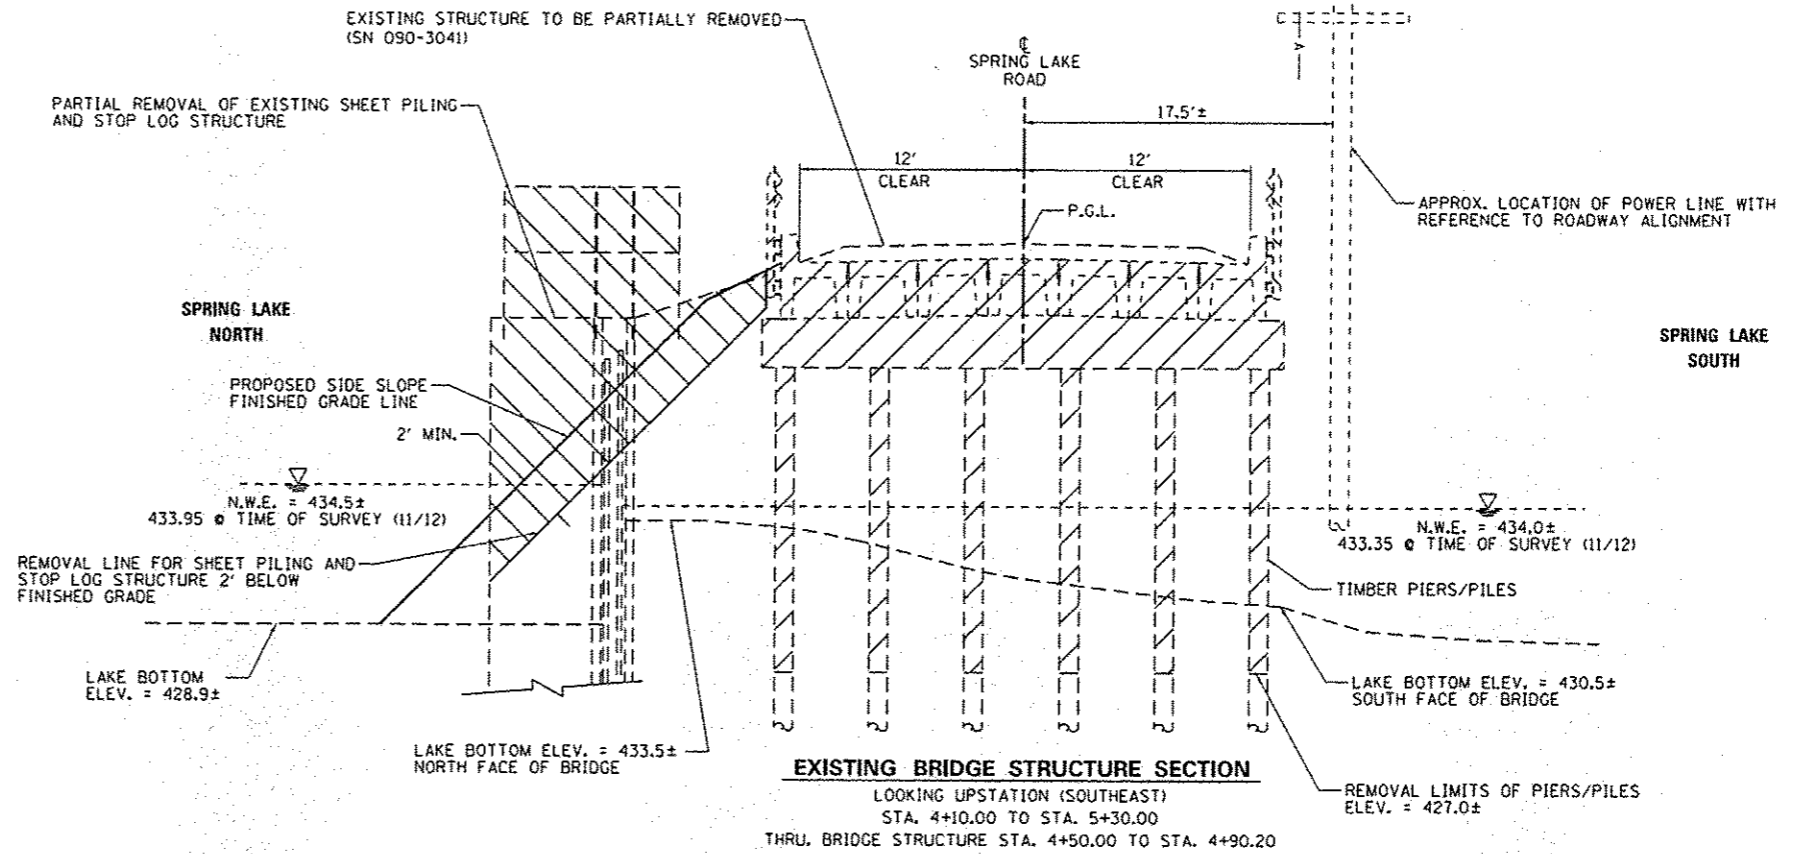 EXISTING STRUCTURE TO BE PARTIALLY REMOVED
(SN 090-3041)
℄
SPRING LAKE
ROAD
A
PARTIAL REMOVAL OF EXISTING SHEET PILING
AND STOP LOG STRUCTURE
17.5'±
12'
CLEAR
12'
CLEAR
P.G.L.
APPROX. LOCATION OF POWER LINE WITH
REFERENCE TO ROADWAY ALIGNMENT
SPRING LAKE
NORTH
SPRING LAKE
SOUTH
PROPOSED SIDE SLOPE
FINISHED GRADE LINE
2' MIN.
N.W.E. = 434.5±
433.95 @ TIME OF SURVEY (11/12)
N.W.E. = 434.0±
433.35 @ TIME OF SURVEY (11/12)
REMOVAL LINE FOR SHEET PILING AND
STOP LOG STRUCTURE 2' BELOW
FINISHED GRADE
TIMBER PIERS/PILES
LAKE BOTTOM
ELEV. = 428.9±
LAKE BOTTOM ELEV. = 430.5±
SOUTH FACE OF BRIDGE
LAKE BOTTOM ELEV. = 433.5±
NORTH FACE OF BRIDGE
REMOVAL LIMITS OF PIERS/PILES
ELEV. = 427.0±
EXISTING BRIDGE STRUCTURE SECTION
LOOKING UPSTATION (SOUTHEAST)
STA. 4+10.00 TO STA. 5+30.00
THRU. BRIDGE STRUCTURE STA. 4+50.00 TO STA. 4+90.20